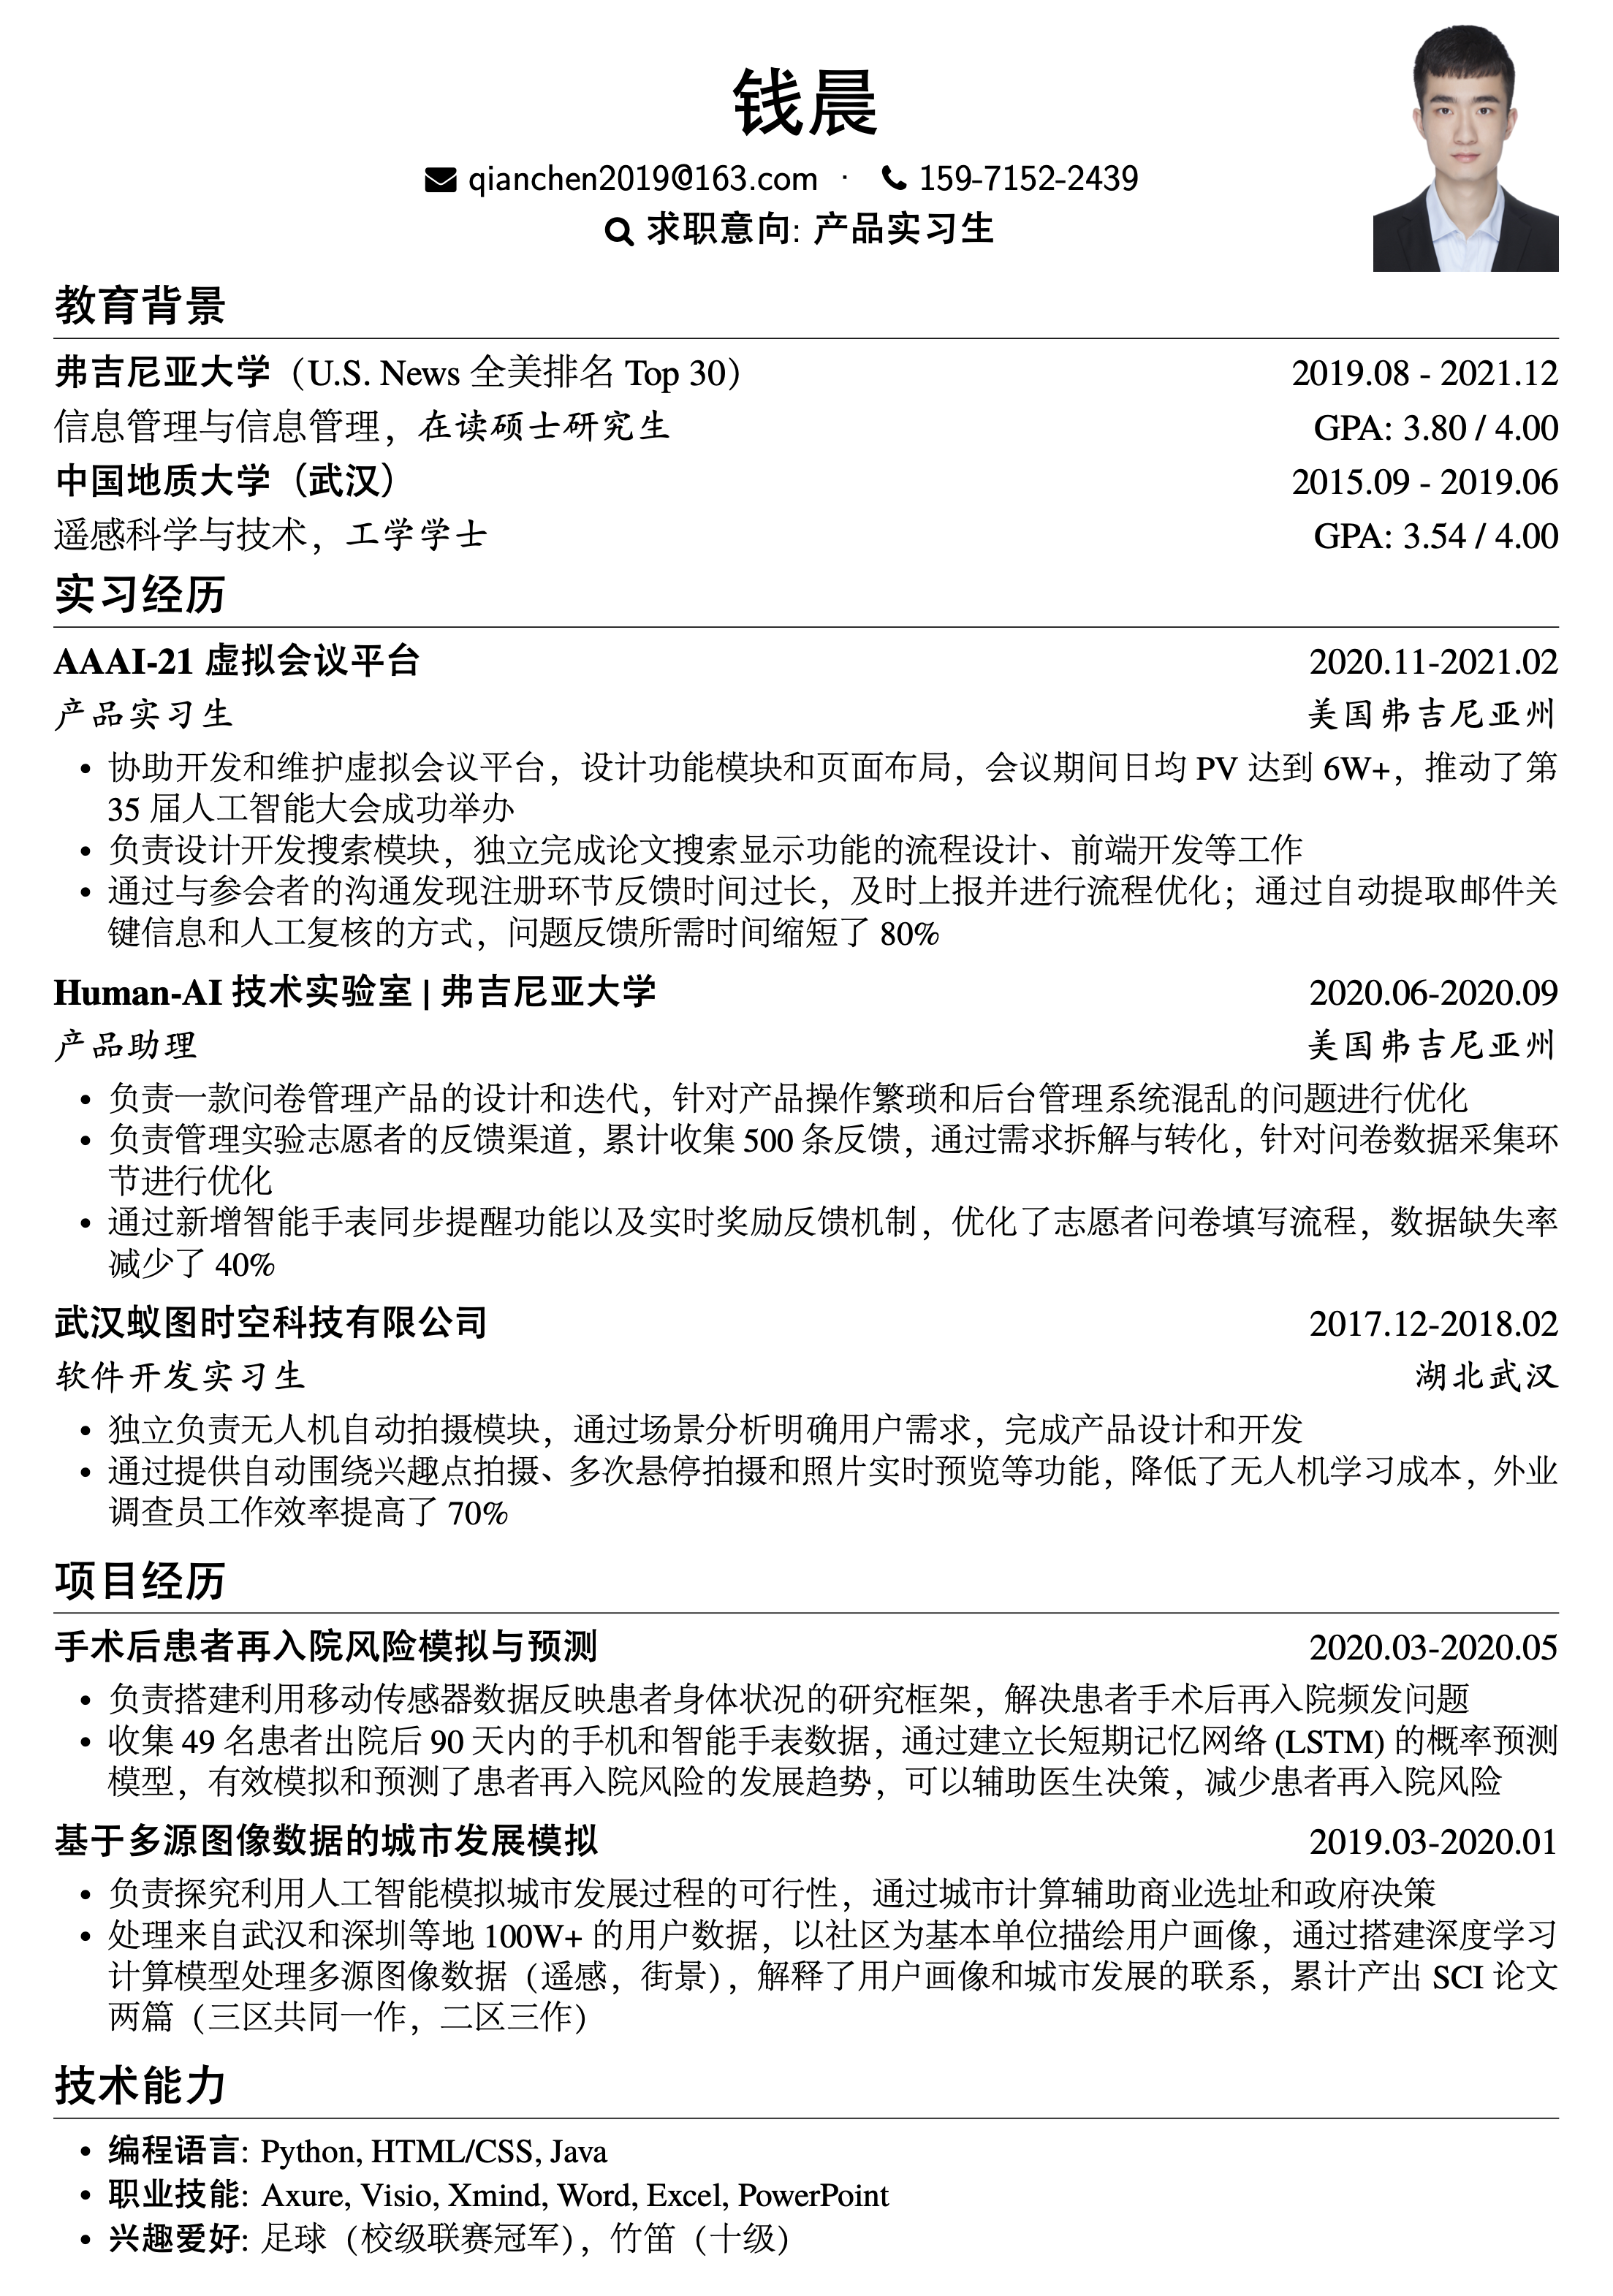 钱晨
qianchen2019@163.com · 159-7152-2439
求职意向: 产品实习生
教育背景
弗吉尼亚大学（U.S. News 全美排名 Top 30） 2019.08 - 2021.12
信息管理与信息管理，在读硕士研究生 GPA: 3.80 / 4.00
中国地质大学（武汉） 2015.09 - 2019.06
遥感科学与技术，工学学士 GPA: 3.54 / 4.00
实习经历
AAAI-21 虚拟会议平台 2020.11-2021.02
产品实习生 美国弗吉尼亚州
• 协助开发和维护虚拟会议平台，设计功能模块和页面布局，会议期间日均 PV 达到 6W+，推动了第
35 届人工智能大会成功举办
• 负责设计开发搜索模块，独立完成论文搜索显示功能的流程设计、前端开发等工作
• 通过与参会者的沟通发现注册环节反馈时间过长，及时上报并进行流程优化；通过自动提取邮件关
键信息和人工复核的方式，问题反馈所需时间缩短了 80%
Human-AI 技术实验室 | 弗吉尼亚大学 2020.06-2020.09
产品助理 美国弗吉尼亚州
• 负责一款问卷管理产品的设计和迭代，针对产品操作繁琐和后台管理系统混乱的问题进行优化
• 负责管理实验志愿者的反馈渠道，累计收集 500 条反馈，通过需求拆解与转化，针对问卷数据采集环
节进行优化
• 通过新增智能手表同步提醒功能以及实时奖励反馈机制，优化了志愿者问卷填写流程，数据缺失率
减少了 40%
武汉蚁图时空科技有限公司 2017.12-2018.02
软件开发实习生 湖北武汉
• 独立负责无人机自动拍摄模块，通过场景分析明确用户需求，完成产品设计和开发
• 通过提供自动围绕兴趣点拍摄、多次悬停拍摄和照片实时预览等功能，降低了无人机学习成本，外业
调查员工作效率提高了 70%
项目经历
手术后患者再入院风险模拟与预测 2020.03-2020.05
• 负责搭建利用移动传感器数据反映患者身体状况的研究框架，解决患者手术后再入院频发问题
• 收集 49 名患者出院后 90 天内的手机和智能手表数据，通过建立长短期记忆网络 (LSTM) 的概率预测
模型，有效模拟和预测了患者再入院风险的发展趋势，可以辅助医生决策，减少患者再入院风险
基于多源图像数据的城市发展模拟 2019.03-2020.01
• 负责探究利用人工智能模拟城市发展过程的可行性，通过城市计算辅助商业选址和政府决策
• 处理来自武汉和深圳等地 100W+ 的用户数据，以社区为基本单位描绘用户画像，通过搭建深度学习
计算模型处理多源图像数据（遥感，街景），解释了用户画像和城市发展的联系，累计产出 SCI 论文
两篇（三区共同一作，二区三作）
技术能力
• 编程语言: Python, HTML/CSS, Java
• 职业技能: Axure, Visio, Xmind, Word, Excel, PowerPoint
• 兴趣爱好: 足球（校级联赛冠军），竹笛（十级）